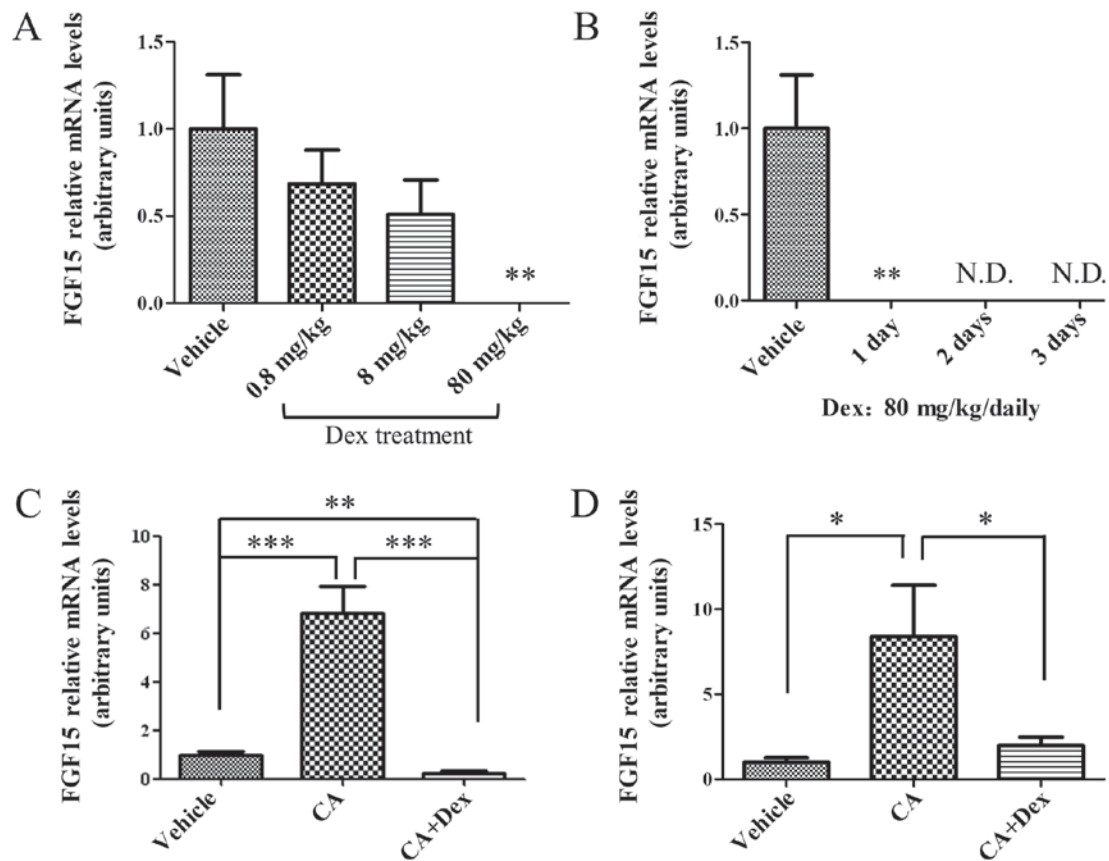 A
FGF15 relative mRNA levels
(arbitrary units)
1.5
1.0
0.5
0.0
**
Vehicle
0.8 mg/kg
8 mg/kg
80 mg/kg
Dex treatment
B
FGF15 relative mRNA levels
(arbitrary units)
1.5
1.0
0.5
0.0
**
N.D.
N.D.
Vehicle
1 day
2 days
3 days
Dex: 80 mg/kg/daily
C
FGF15 relative mRNA levels
(arbitrary units)
10
8
6
4
2
0
**
***
***
Vehicle
CA
CA+Dex
D
FGF15 relative mRNA levels
(arbitrary units)
15
10
5
0
*
*
Vehicle
CA
CA+Dex